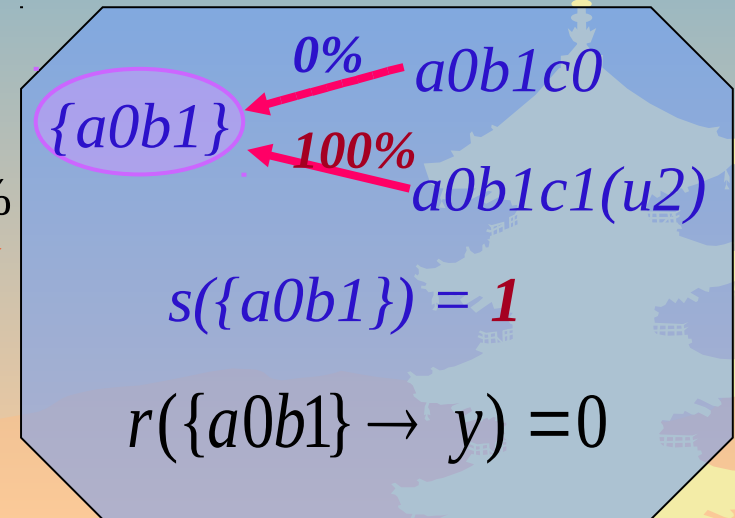 0%
a0b1c0
{a0b1}
100%
a0b1c1(u2)
%
s({a0b1}) = 1
r({a0b1} → y) =0